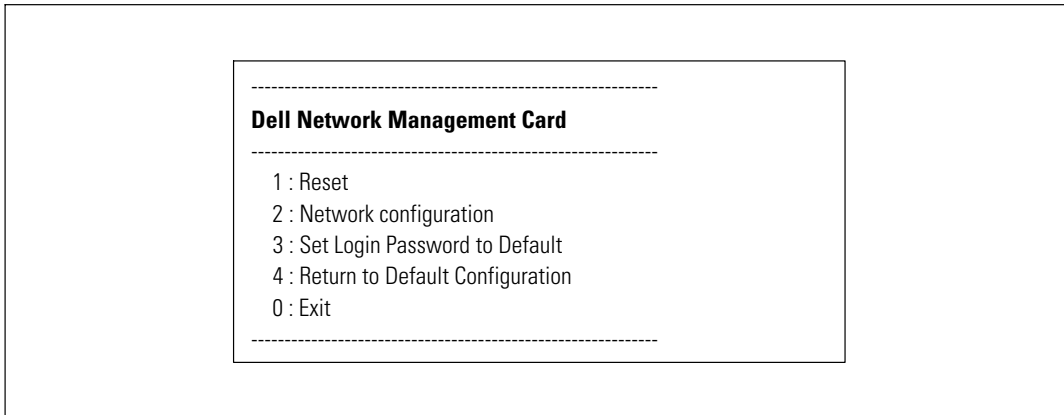 -------------------------------------------------------------
Dell Network Management Card
-------------------------------------------------------------
1 : Reset
2 : Network configuration
3 : Set Login Password to Default
4 : Return to Default Configuration
0 : Exit
-------------------------------------------------------------